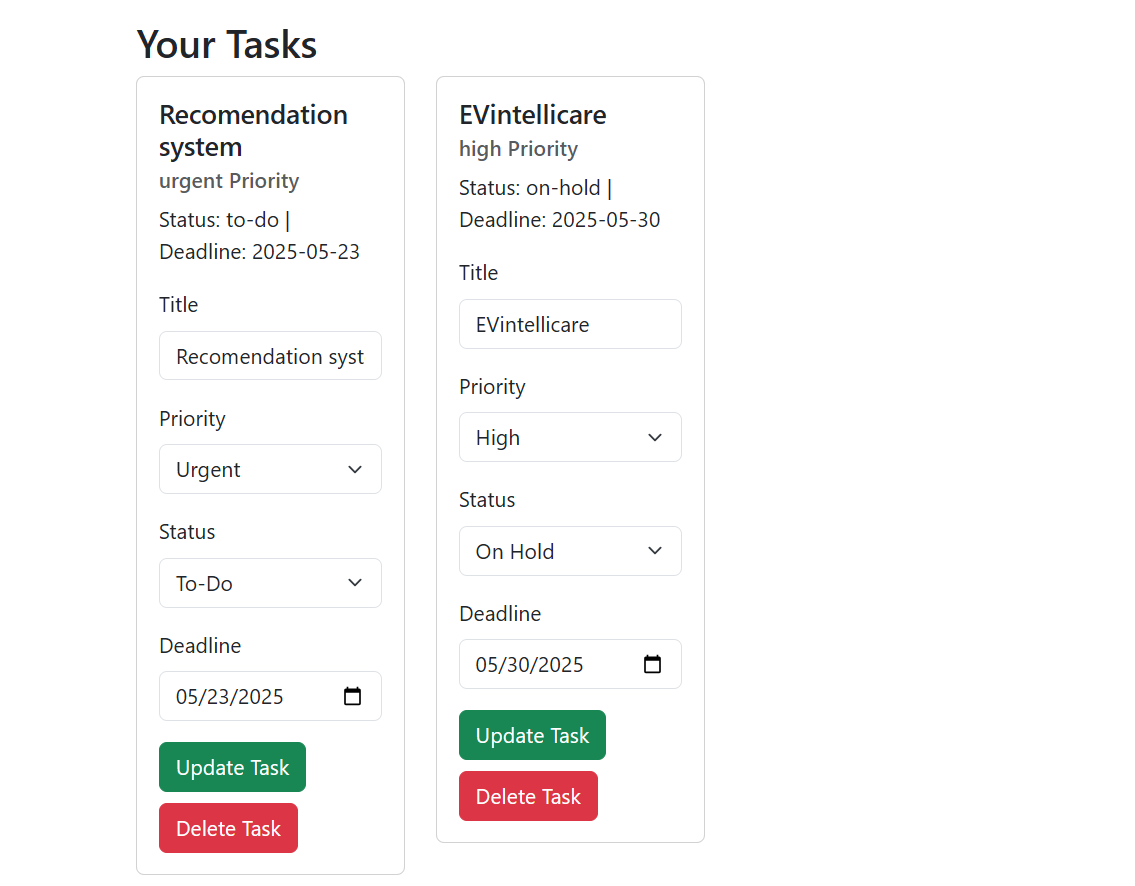 Your Tasks
Recomendation
system
urgent Priority
Status: to-do |
Deadline: 2025-05-23
Title
Recomendation syst
Priority
Urgent
Status
To-Do
Deadline
05/23/2025
Update Task
Delete Task
EVintellicare
high Priority
Status: on-hold |
Deadline: 2025-05-30
Title
EVintellicare
Priority
High
Status
On Hold
Deadline
05/30/2025
Update Task
Delete Task